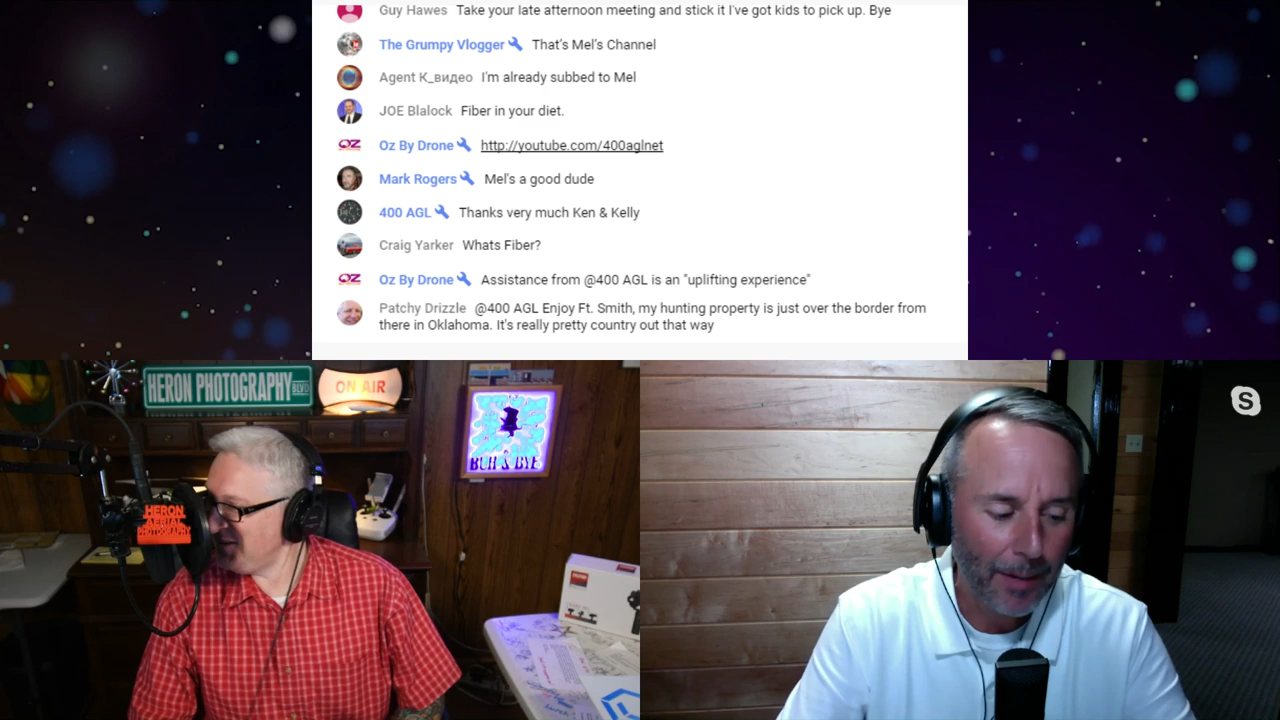 Guy Hawes Take your late afternoon meeting and stick it I've got kids to pick up. Bye
The Grumpy Vlogger That's Mel's Channel
Agent K_видео I'm already subbed to Mel
JOE Blalock Fiber in your diet.
OZ Oz By Drone http://youtube.com/400aglnet
Mark Rogers Mel's a good dude
400 AGL Thanks very much Ken & Kelly
Craig Yarker Whats Fiber?
OZ Oz By Drone Assistance from @400 AGL is an "uplifting experience"
Patchy Drizzle @400 AGL Enjoy Ft. Smith, my hunting property is just over the border from
there in Oklahoma. It's really pretty country out that way
HERON PHOTOGRAPHY BLVD
ON AIR
BUH & BYE
HERON
AERIAL
PHOTOGRAPHY
S